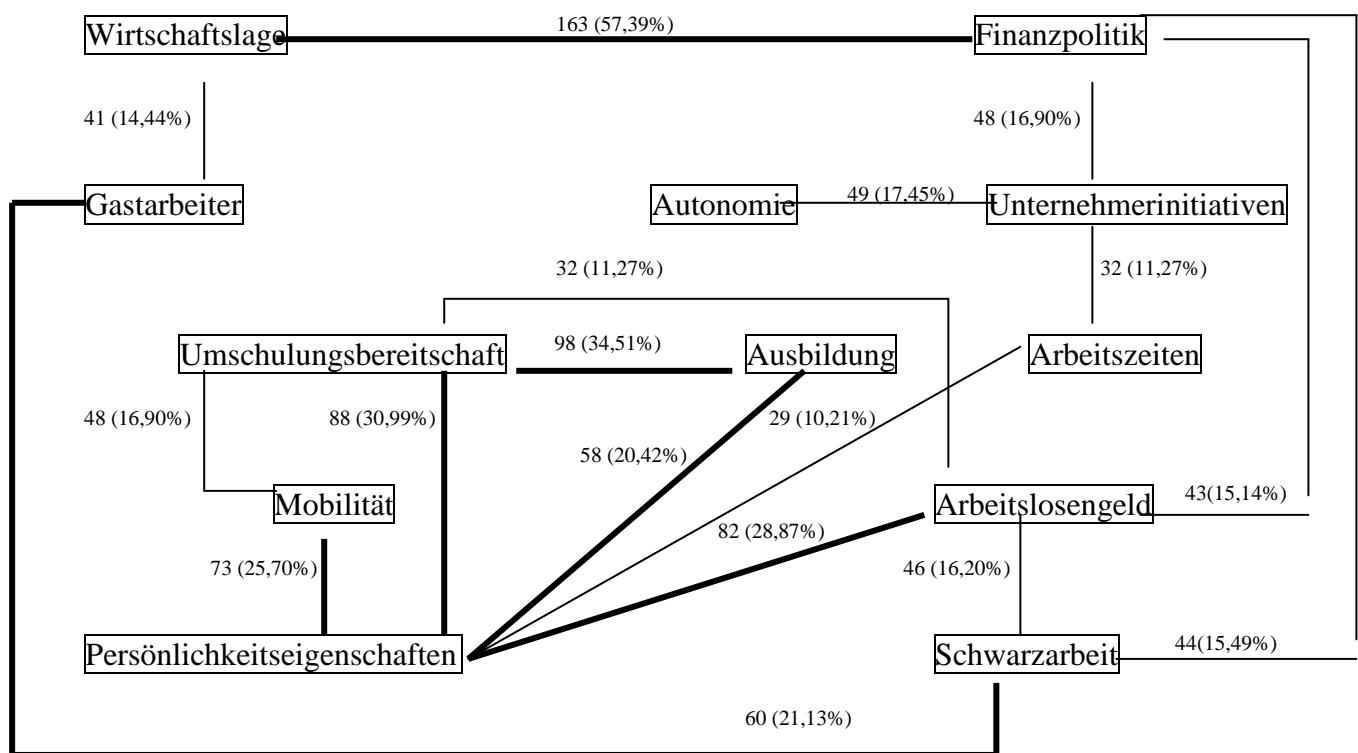 163 (57,39%)
Wirtschaftslage
Finanzpolitik
41 (14,44%)
48 (16,90%)
Gastarbeiter
Autonomie
49 (17,45%)
Unternehmerinitiativen
32 (11,27%)
32 (11,27%)
Umschulungsbereitschaft
98 (34,51%)
Ausbildung
Arbeitszeiten
48 (16,90%)
88 (30,99%)
29 (10,21%)
58 (20,42%)
Mobilität
Arbeitslosengeld
43(15,14%)
82 (28,87%)
73 (25,70%)
46 (16,20%)
Persönlichkeitseigenschaften
Schwarzarbeit
44(15,49%)
60 (21,13%)